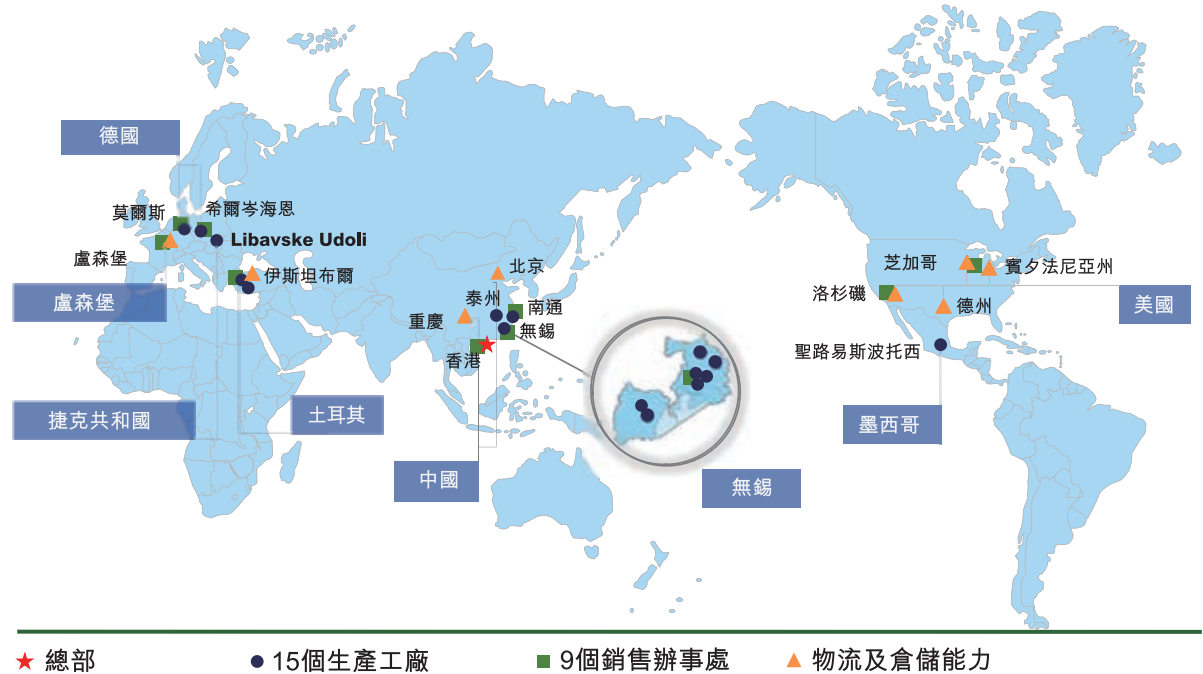 德國
莫爾斯
希爾岑海恩
Libavske Udoli
盧森堡
伊斯坦布爾
盧森堡
捷克共和國
土耳其
北京
泰州
南通
重慶
無錫
香港
中國
無錫
芝加哥
賓夕法尼亞州
洛杉磯
德州
美國
聖路易斯波托西
墨西哥
總部
15個生產工廠
9個銷售辦事處
物流及倉儲能力